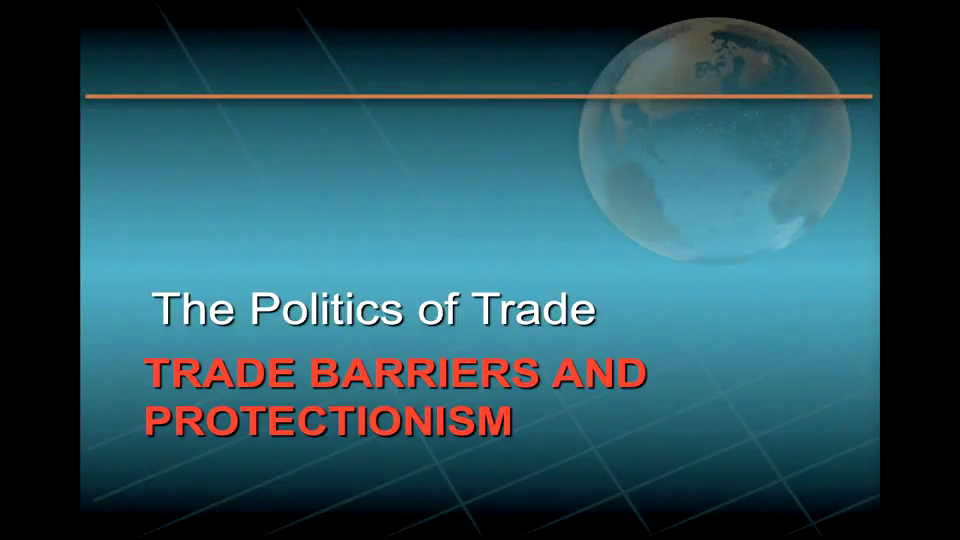 The Politics of Trade
TRADE BARRIERS AND
PROTECTIONISM